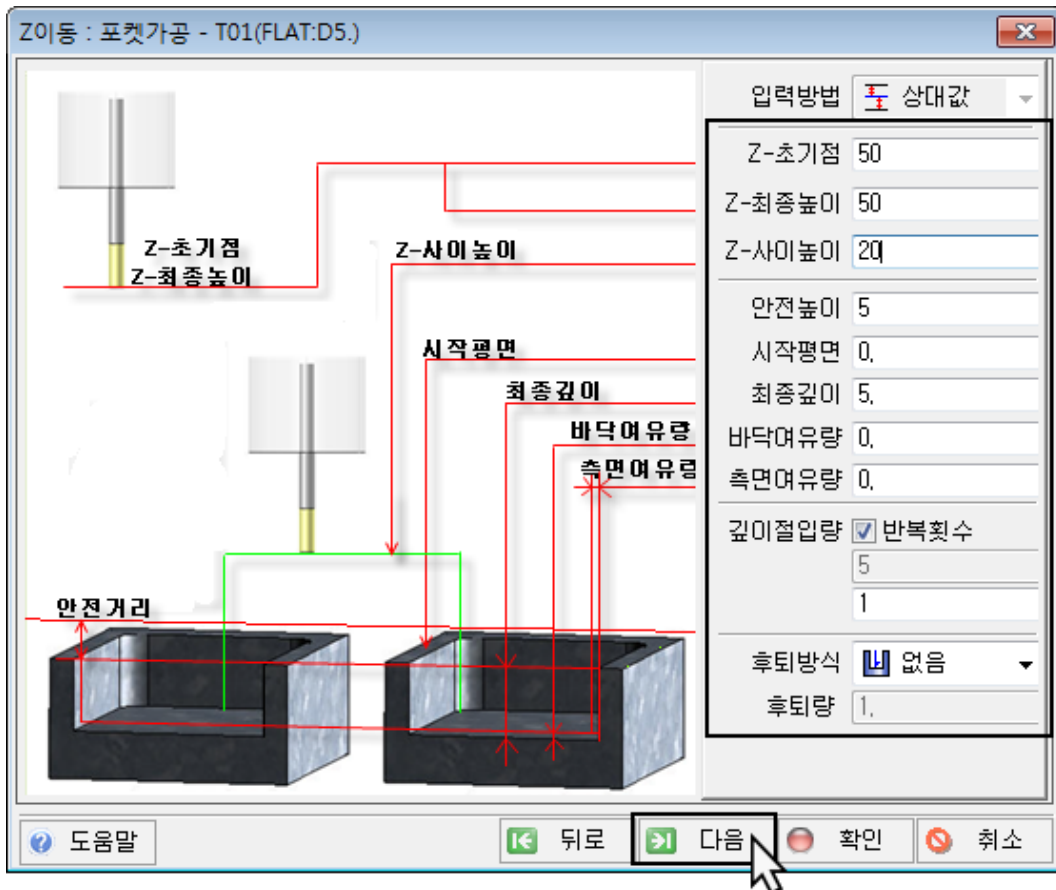 Z이동 : 포켓가공 - T01(FLAT:D5.)
Z-초기점
Z-최종높이
Z-사이높이
시작평면
최종깊이
바닥여유량
측면여유량
안전거리
입력방법 상대값
Z-초기점 50
Z-최종높이 50
Z-사이높이 20
안전높이 5
시작평면 0,
최종깊이 5,
바닥여유량 0,
측면여유량 0,
깊이절입량 반복횟수
5
1
후퇴방식 없음
후퇴량 1,
도움말 뒤로 다음 확인 취소